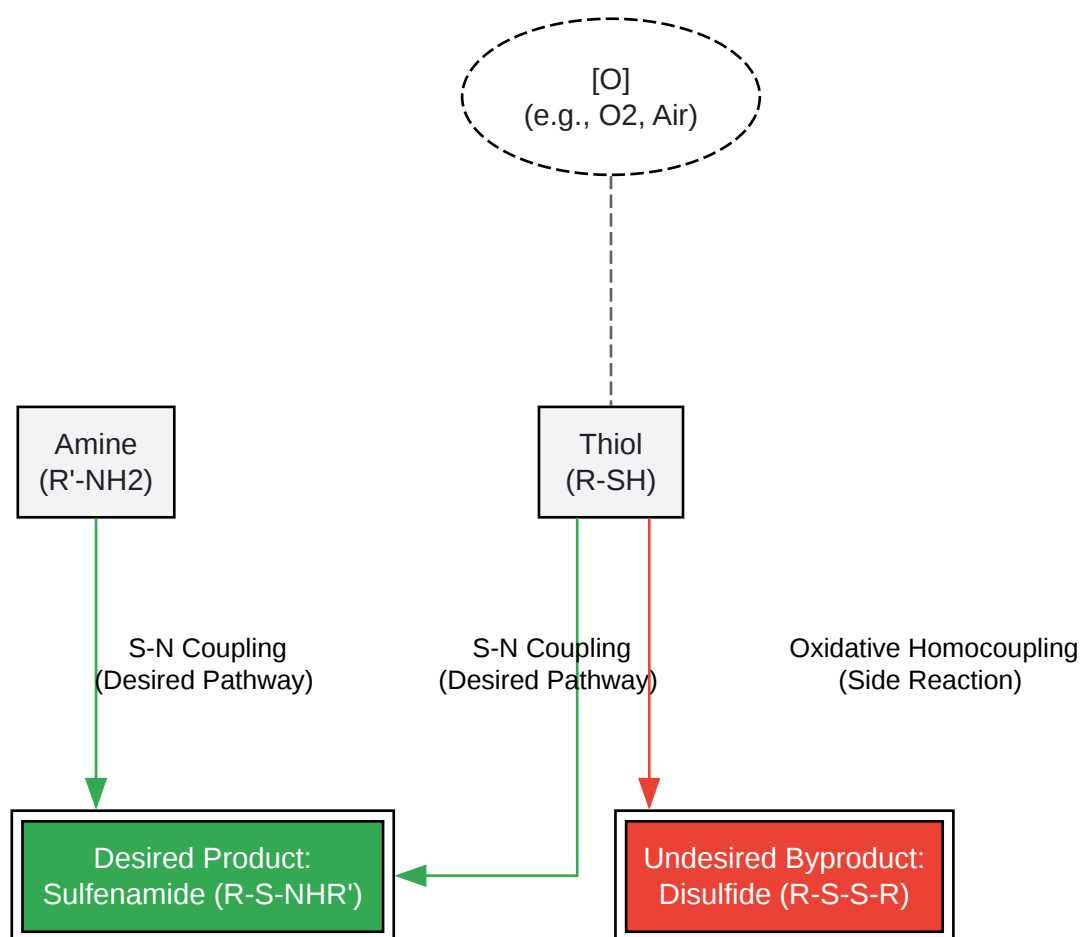 [O]
(e.g., O2, Air)
Amine
(R'-NH2)
Thiol
(R-SH)
S-N Coupling
(Desired Pathway)
S-N Coupling
(Desired Pathway)
Oxidative Homocoupling
(Side Reaction)
Desired Product:
Sulfenamide (R-S-NHR')
Undesired Byproduct:
Disulfide (R-S-S-R)